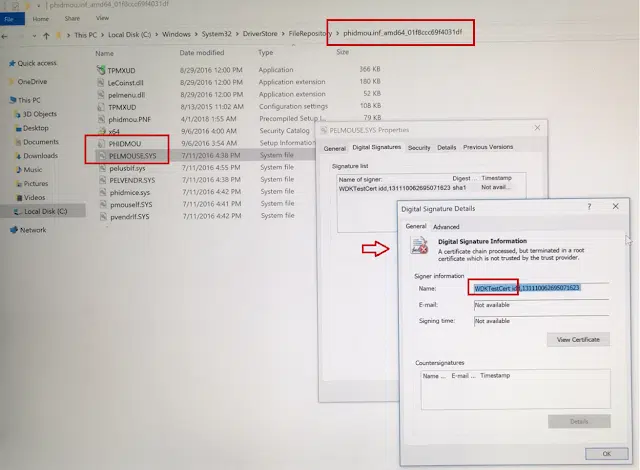 phidmou.inf_amd64_01f8ccc69f4031df
File Home Share View
This PC > Local Disk (C:) > Windows > System32 > DriverStore > FileRepository > phidmou.inf_amd64_01f8ccc69f4031df
Name Date modified Type Size
Quick access
OneDrive
This PC
3D Objects
Desktop
Documents
Downloads
Music
Pictures
Videos
Local Disk (C:)
Network
TPMXUD 8/29/2016 12:00 PM Application 366 KB
LeCoinst.dll 8/29/2016 12:00 PM Application extension 180 KB
pelmenu.dll 8/29/2016 12:00 PM Application extension 52 KB
TPMXUD 8/13/2015 11:02 AM Configuration settings 108 KB
phidmou.PNF 4/1/2018 1:55 AM Precompiled Setup I... 79 KB
x64 9/6/2016 4:00 AM Security Catalog
PHIDMOU 9/6/2016 3:54 AM Setup Information
PELMOUSE.SYS 7/11/2016 4:38 PM System file
pelusblf.sys 7/11/2016 4:55 PM System file
PELVENDR.SYS 7/11/2016 4:38 PM System file
phidmice.sys 7/11/2016 4:42 PM System file
pmouself.SYS 7/11/2016 4:41 PM System file
pvendrlf.SYS 7/11/2016 4:42 PM System file
PELMOUSE.SYS Properties
General Digital Signatures Security Details Previous Versions
Signature list
Name of signer: Digest ... Timestamp
WDKTestCert idd,131110062695071623 sha1 Not avail...
Digital Signature Details
General Advanced
Digital Signature Information
A certificate chain processed, but terminated in a root
certificate which is not trusted by the trust provider.
Signer information
Name: WDKTestCert idd,131110062695071623
E-mail: Not available
Signing time: Not available
View Certificate
Countersignatures
Name ... E-mail ... Timestamp
Details
OK